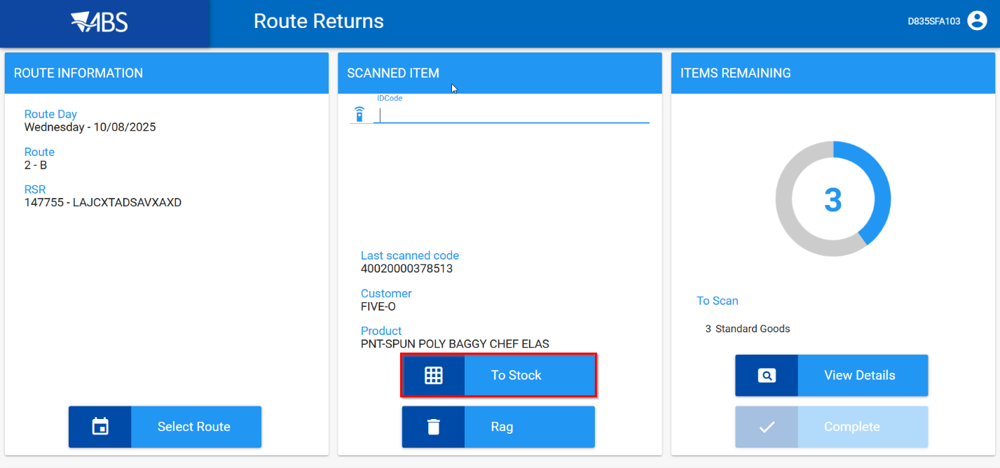 ABS
Route Returns
D835SFA103
ROUTE INFORMATION
Route Day
Wednesday - 10/08/2025
Route
2 - B
RSR
147755 - LAJCXTADSAVXAXD
Select Route
SCANNED ITEM
IDCode
Last scanned code
40020000378513
Customer
FIVE-O
Product
PNT-SPUN POLY BAGGY CHEF ELAS
To Stock
Rag
ITEMS REMAINING
3
To Scan
3 Standard Goods
View Details
Complete